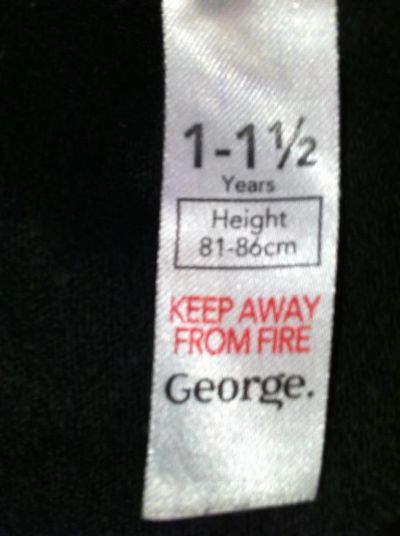 1-1½
Years
Height
81-86cm
KEEP AWAY
FROM FIRE
George.